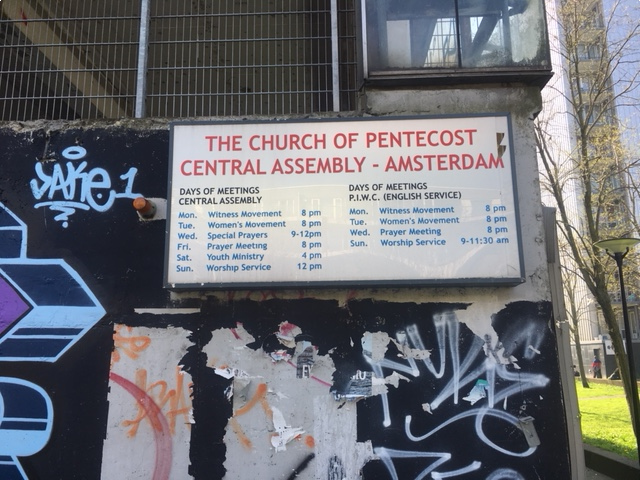 THE CHURCH OF PENTECOST
CENTRAL ASSEMBLY - AMSTERDAM
DAYS OF MEETINGS
CENTRAL ASSEMBLY
Mon. Witness Movement 8 pm
Tue. Women's Movement 8 pm
Wed. Special Prayers 9-12pm
Fri. Prayer Meeting 8 pm
Sat. Youth Ministry 4 pm
Sun. Worship Service 12 pm
DAYS OF MEETINGS
P.I.W.C. (ENGLISH SERVICE)
Mon. Witness Movement 8 pm
Tue. Women's Movement 8 pm
Wed. Prayer Meeting 8 pm
Sun. Worship Service 9-11:30 am